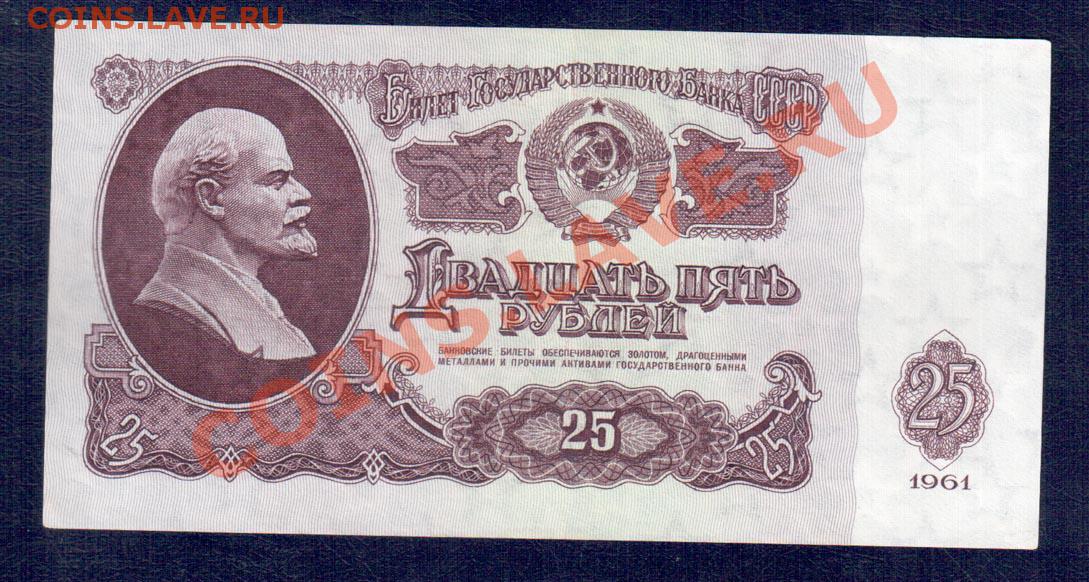 COINS.LAVE.RU
Билет Государственного Банка СССР
Двадцать пять
рублей
БАНКОВСКИЕ БИЛЕТЫ ОБЕСПЕЧИВАЮТСЯ ЗОЛОТОМ, ДРАГОЦЕННЫМИ
МЕТАЛЛАМИ И ПРОЧИМИ АКТИВАМИ ГОСУДАРСТВЕННОГО БАНКА
25
25
25
25
1961
COINS.LAVE.RU